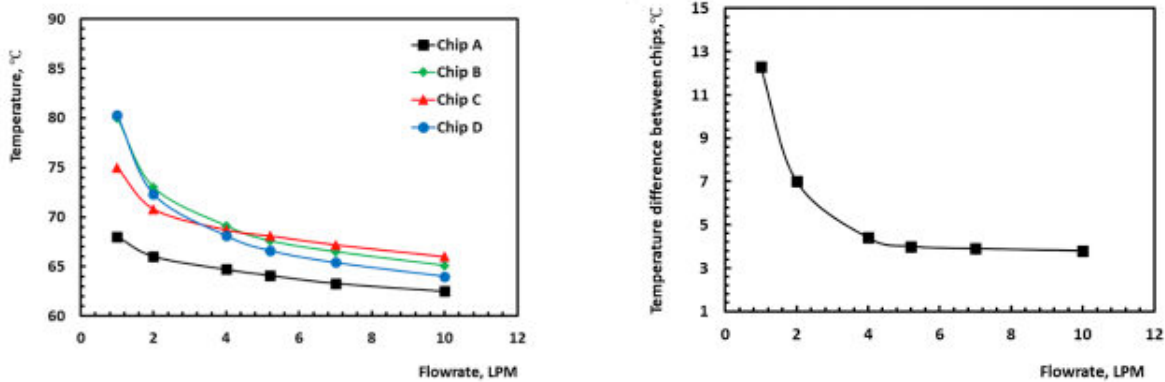 Temperature, °C
90
85
80
75
70
65
60
0 2 4 6 8 10 12
Flowrate, LPM
Chip A
Chip B
Chip C
Chip D
Temperature difference between chips,°C
15
13
11
9
7
5
3
1
0 2 4 6 8 10 12
Flowrate, LPM